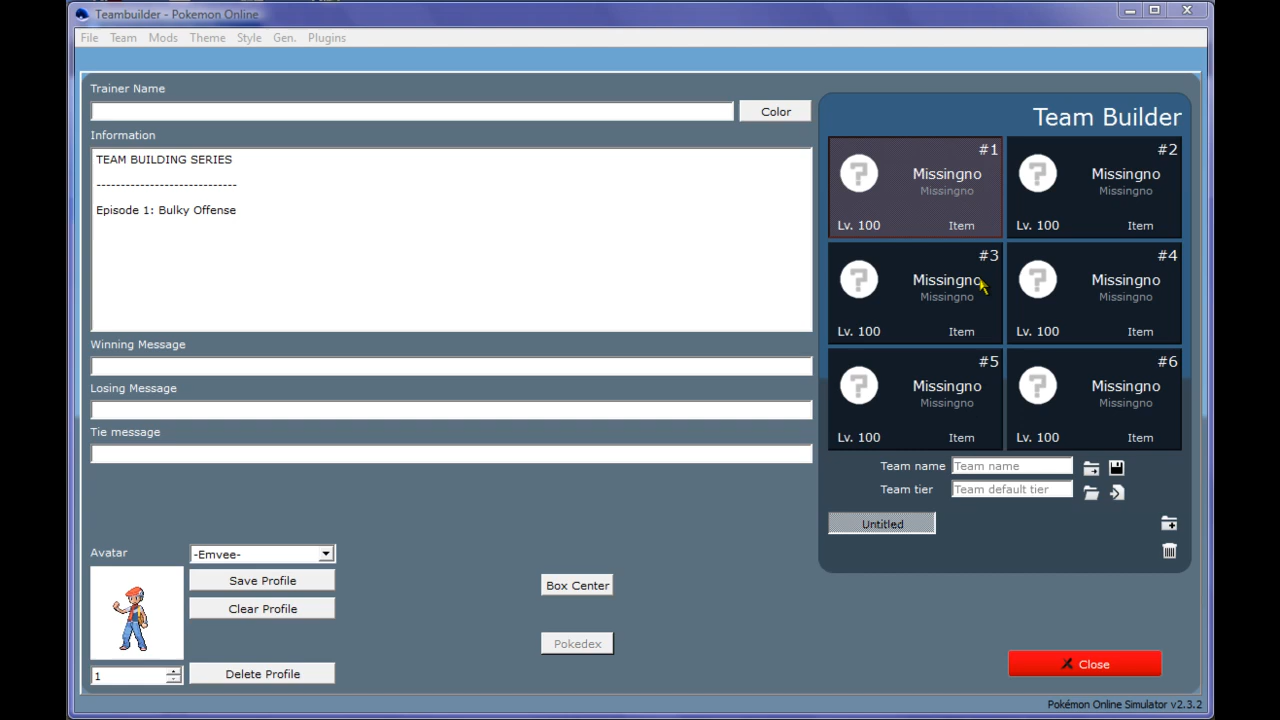 Teambuilder - Pokemon Online
File Team Mods Theme Style Gen. Plugins
Trainer Name
Color
Information
TEAM BUILDING SERIES
----------------------------
Episode 1: Bulky Offense
Winning Message
Losing Message
Tie message
Avatar
-Emvee-
Save Profile
Clear Profile
1
Delete Profile
Box Center
Pokedex
Team Builder
#1
?
Missingno
Missingno
Lv. 100 Item
#2
?
Missingno
Missingno
Lv. 100 Item
#3
?
Missingno
Missingno
Lv. 100 Item
#4
?
Missingno
Missingno
Lv. 100 Item
#5
?
Missingno
Missingno
Lv. 100 Item
#6
?
Missingno
Missingno
Lv. 100 Item
Team name Team name
Team tier Team default tier
Untitled
Close
Pokémon Online Simulator v2.3.2